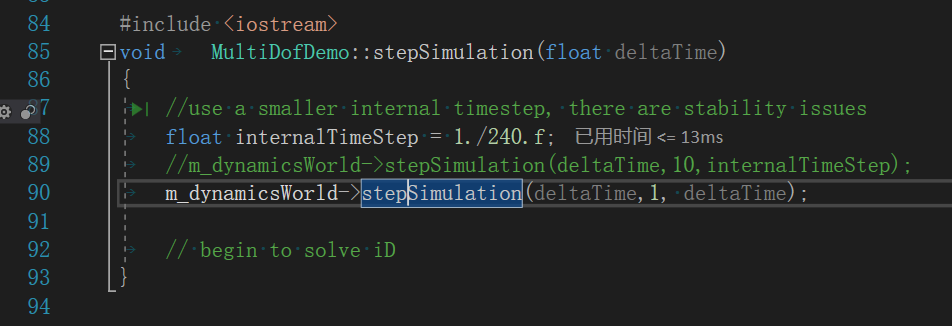 84 #include <iostream>
85 void MultiDofDemo::stepSimulation(float deltaTime)
86 {
87 //use a smaller internal timestep, there are stability issues
88 float internalTimeStep = 1./240.f; 已用时间 <= 13ms
89 //m_dynamicsWorld->stepSimulation(deltaTime,10,internalTimeStep);
90 m_dynamicsWorld->stepSimulation(deltaTime,1, deltaTime);
91
92 // begin to solve iD
93 }
94